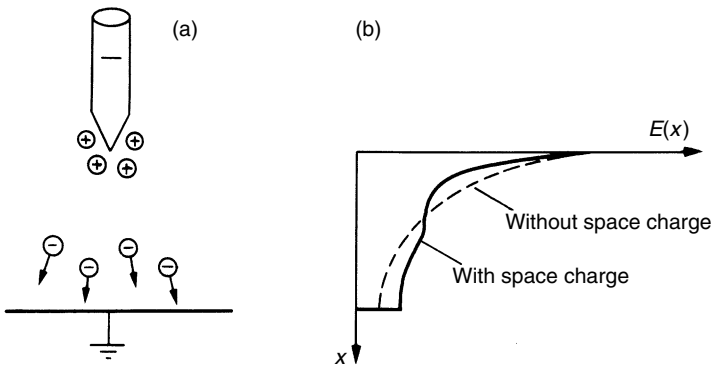 (a)
(b)
E(x)
Without space charge
With space charge
x